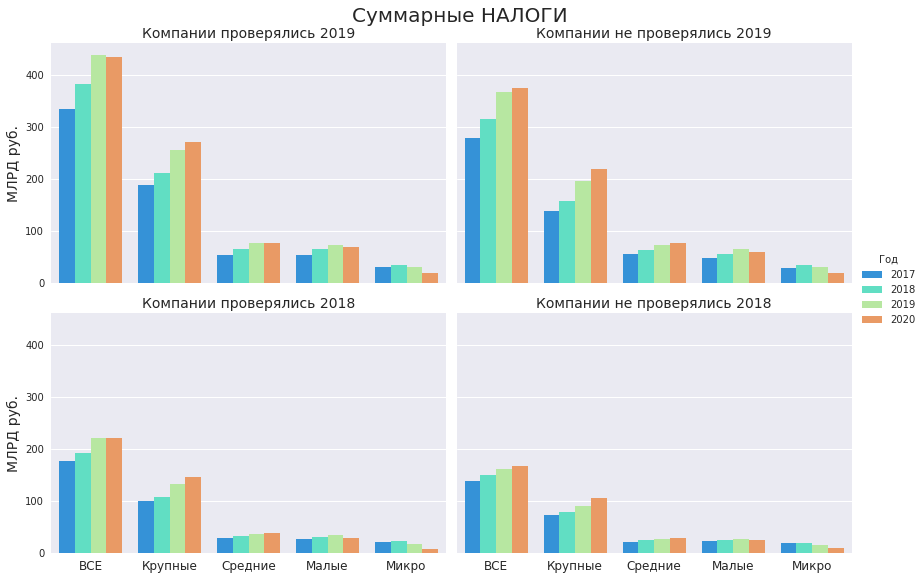 Суммарные НАЛОГИ
Компании проверялись 2019
Компании не проверялись 2019
МЛРД руб.
400
300
200
100
0
Год
2017
2018
2019
2020
Компании проверялись 2018
Компании не проверялись 2018
МЛРД руб.
400
300
200
100
0
ВСЕ Крупные Средние Малые Микро
ВСЕ Крупные Средние Малые Микро